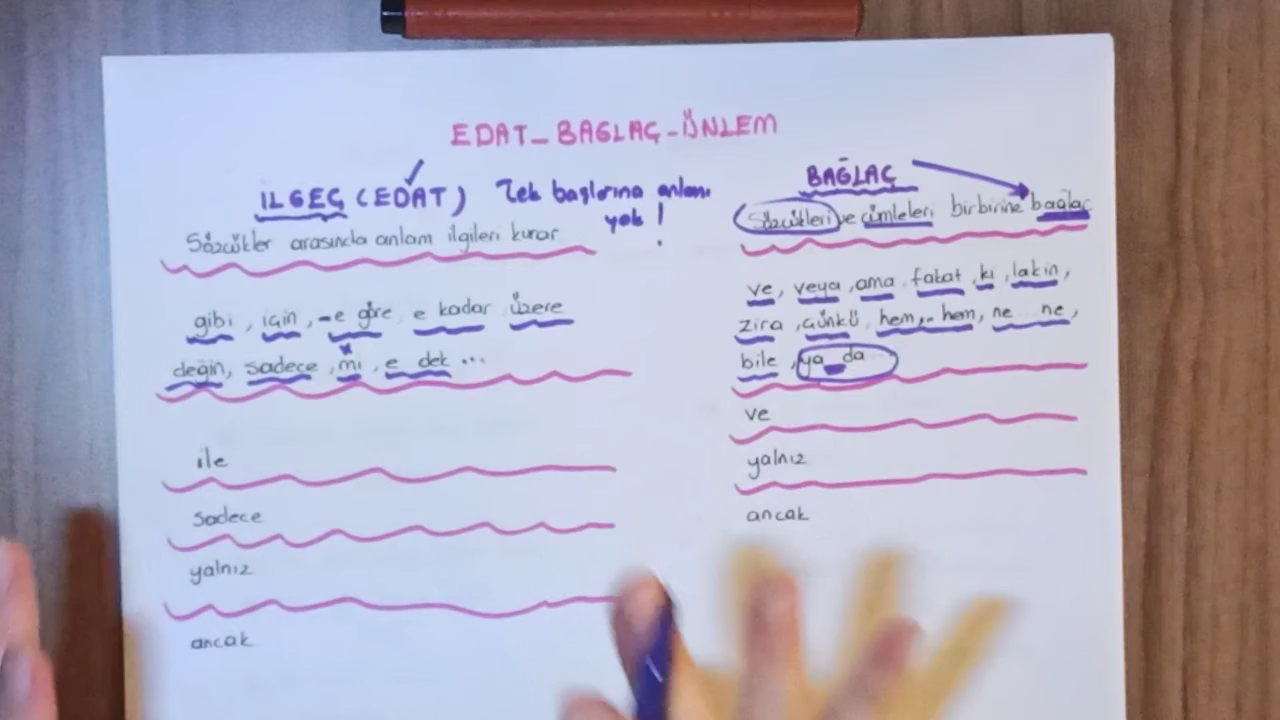 EDAT_BAGLAÇ_ÜNLEM
İLGEÇ (EDAT) Tek başlarına anlamı yok !
Sözcükler arasında anlam ilgileri kurar
gibi, için, -e göre e kadar, üzere
değin, sadece, mi, e dek ...
ile
sadece
yalnız
ancak
BAĞLAÇ
Sözcükleri ve cümleleri birbirine bağlar
ve, veya, ama, fakat, ki, lakin,
zira, çünkü, hem... hem, ne... ne,
bile, ya da...
ve
yalnız
ancak